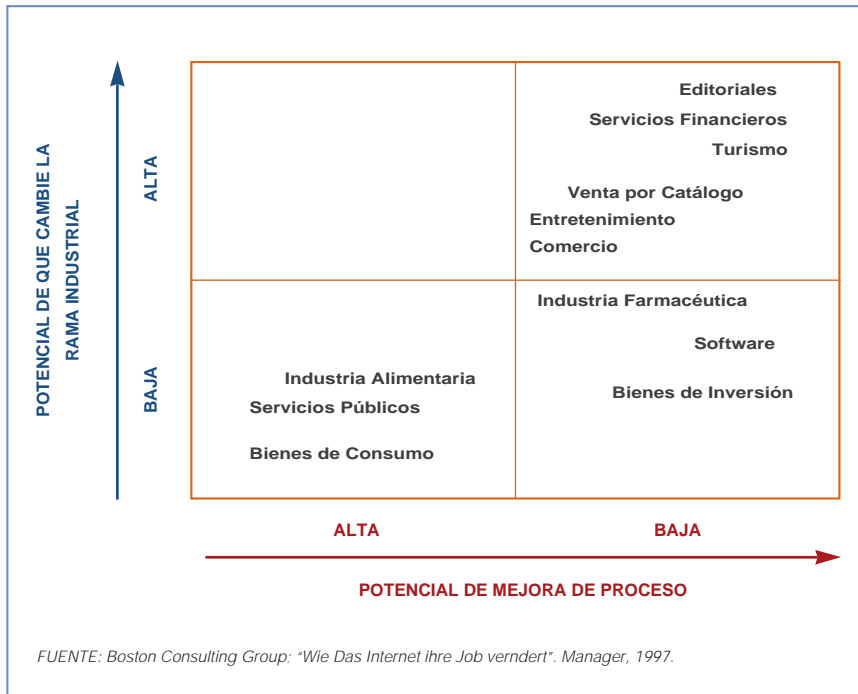 POTENCIAL DE QUE CAMBIE LA
RAMA INDUSTRIAL
ALTA
BAJA
Editoriales
Servicios Financieros
Turismo
Venta por Catálogo
Entretenimiento
Comercio
Industria Farmacéutica
Software
Bienes de Inversión
Industria Alimentaria
Servicios Públicos
Bienes de Consumo
ALTA
BAJA
POTENCIAL DE MEJORA DE PROCESO
FUENTE: Boston Consulting Group; “Wie Das Internet ihre Job verndert”. Manager, 1997.